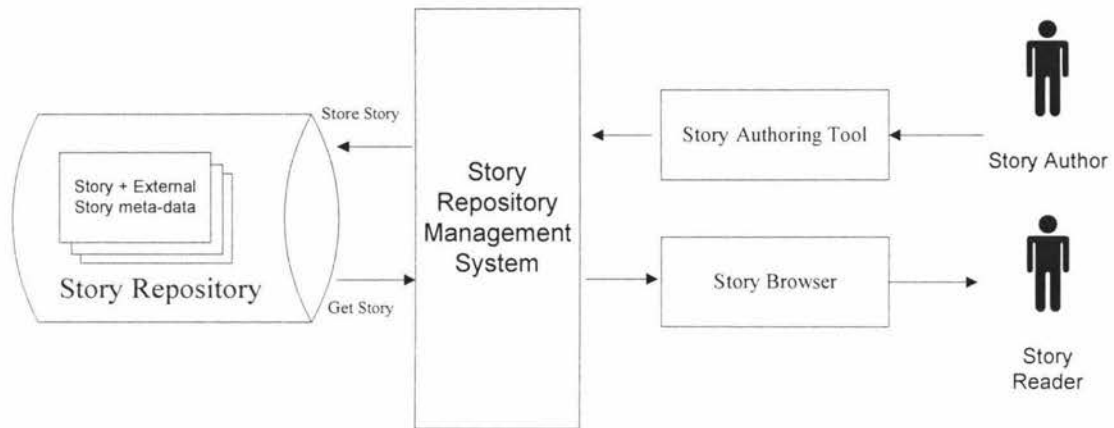 Store Story
Story + External
Story meta-data
Story Repository
Get Story
Story
Repository
Management
System
Story Authoring Tool
Story Author
Story Browser
Story
Reader